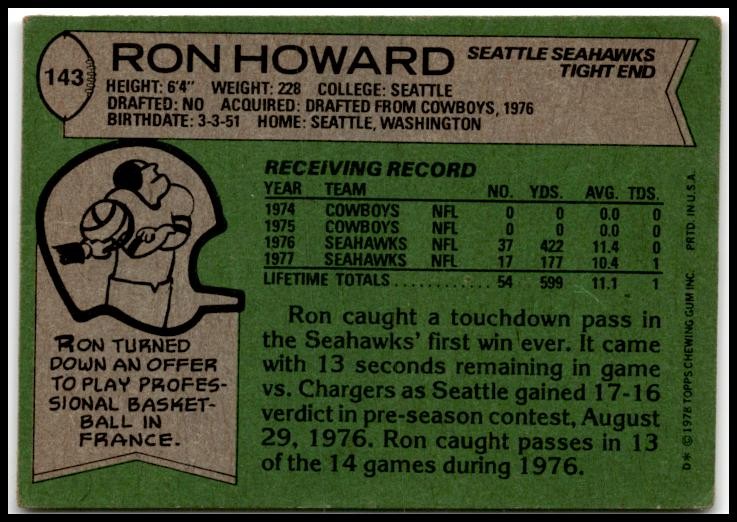 143
RON HOWARD
SEATTLE SEAHAWKS
TIGHT END
HEIGHT: 6'4" WEIGHT: 228 COLLEGE: SEATTLE
DRAFTED: NO ACQUIRED: DRAFTED FROM COWBOYS, 1976
BIRTHDATE: 3-3-51 HOME: SEATTLE, WASHINGTON
RECEIVING RECORD
YEAR TEAM NO. YDS. AVG. TDS.
1974 COWBOYS NFL 0 0 0.0 0
1975 COWBOYS NFL 0 0 0.0 0
1976 SEAHAWKS NFL 37 422 11.4 0
1977 SEAHAWKS NFL 17 177 10.4 1
LIFETIME TOTALS ............ 54 599 11.1 1
Ron caught a touchdown pass in
the Seahawks' first win ever. It came
with 13 seconds remaining in game
vs. Chargers as Seattle gained 17-16
verdict in pre-season contest, August
29, 1976. Ron caught passes in 13
of the 14 games during 1976.
RON TURNED
DOWN AN OFFER
TO PLAY PROFES-
SIONAL BASKET-
BALL IN
FRANCE.
D* © 1978 TOPPS CHEWING GUM INC. PRTD. IN U.S.A.